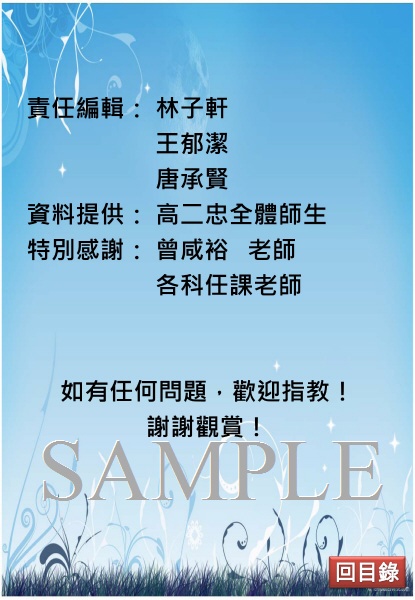 責任編輯： 林子軒
王郁潔
唐承賢
資料提供： 高二忠全體師生
特別感謝： 曾咸裕 老師
各科任課老師
如有任何問題，歡迎指教！
謝謝觀賞！
SAMPLE
回目錄